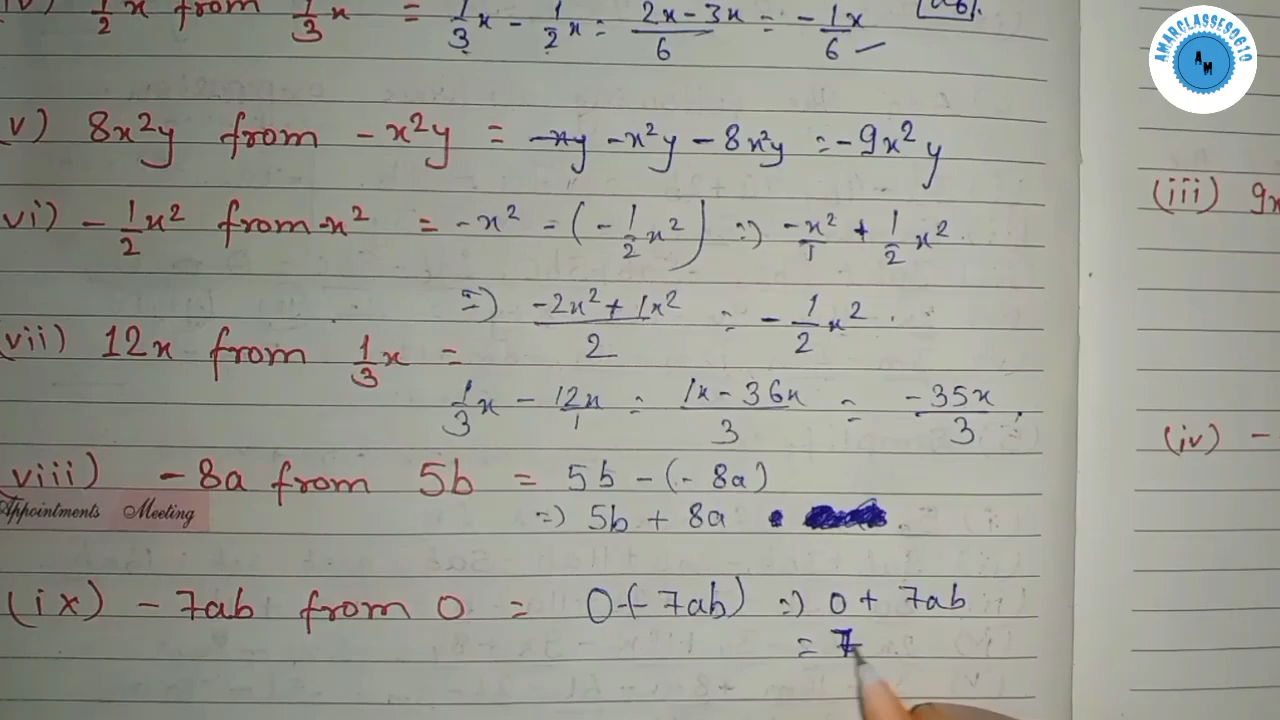 iv) 1/2 x from 1/3 x = 1/3 x - 1/2 x = 2x - 3x / 6 = - 1x / 6
AMARCLASSES6T10
AM
v) 8x²y from - x²y = - x²y - 8x²y = - 9x²y
(iii) 9x
vi) - 1/2 x² from - x² = - x² - (- 1/2 x²) => - x²/1 + 1/2 x².
=> - 2x² + 1x² / 2 = - 1/2 x².
(vii) 12x from 1/3 x =
1/3 x - 12x/1 = 1x - 36x / 3 = - 35x / 3.
(iv) -
viii) - 8a from 5b = 5b - (- 8a)
Appointments Meeting
=> 5b + 8a
(ix) - 7ab from 0 = 0 - (- 7ab) => 0 + 7ab
= 7